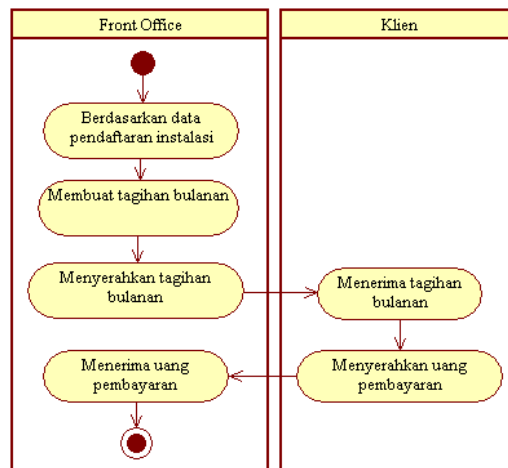 Front Office
Klien
Berdasarkan data
pendaftaran instalasi
Membuat tagihan bulanan
Menyerahkan tagihan
bulanan
Menerima tagihan
bulanan
Menyerahkan uang
pembayaran
Menerima uang
pembayaran